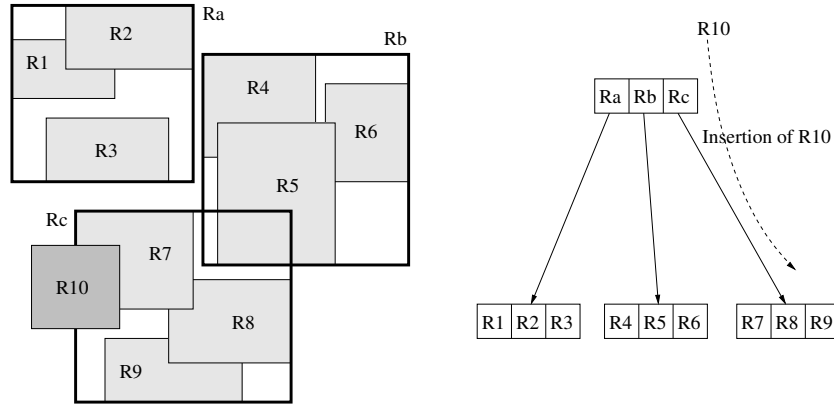 Ra
R2
R1
R3
Rb
R4
R6
R5
Rc
R7
R10
R8
R9
R10
Ra Rb Rc
Insertion of R10
R1 R2 R3
R4 R5 R6
R7 R8 R9